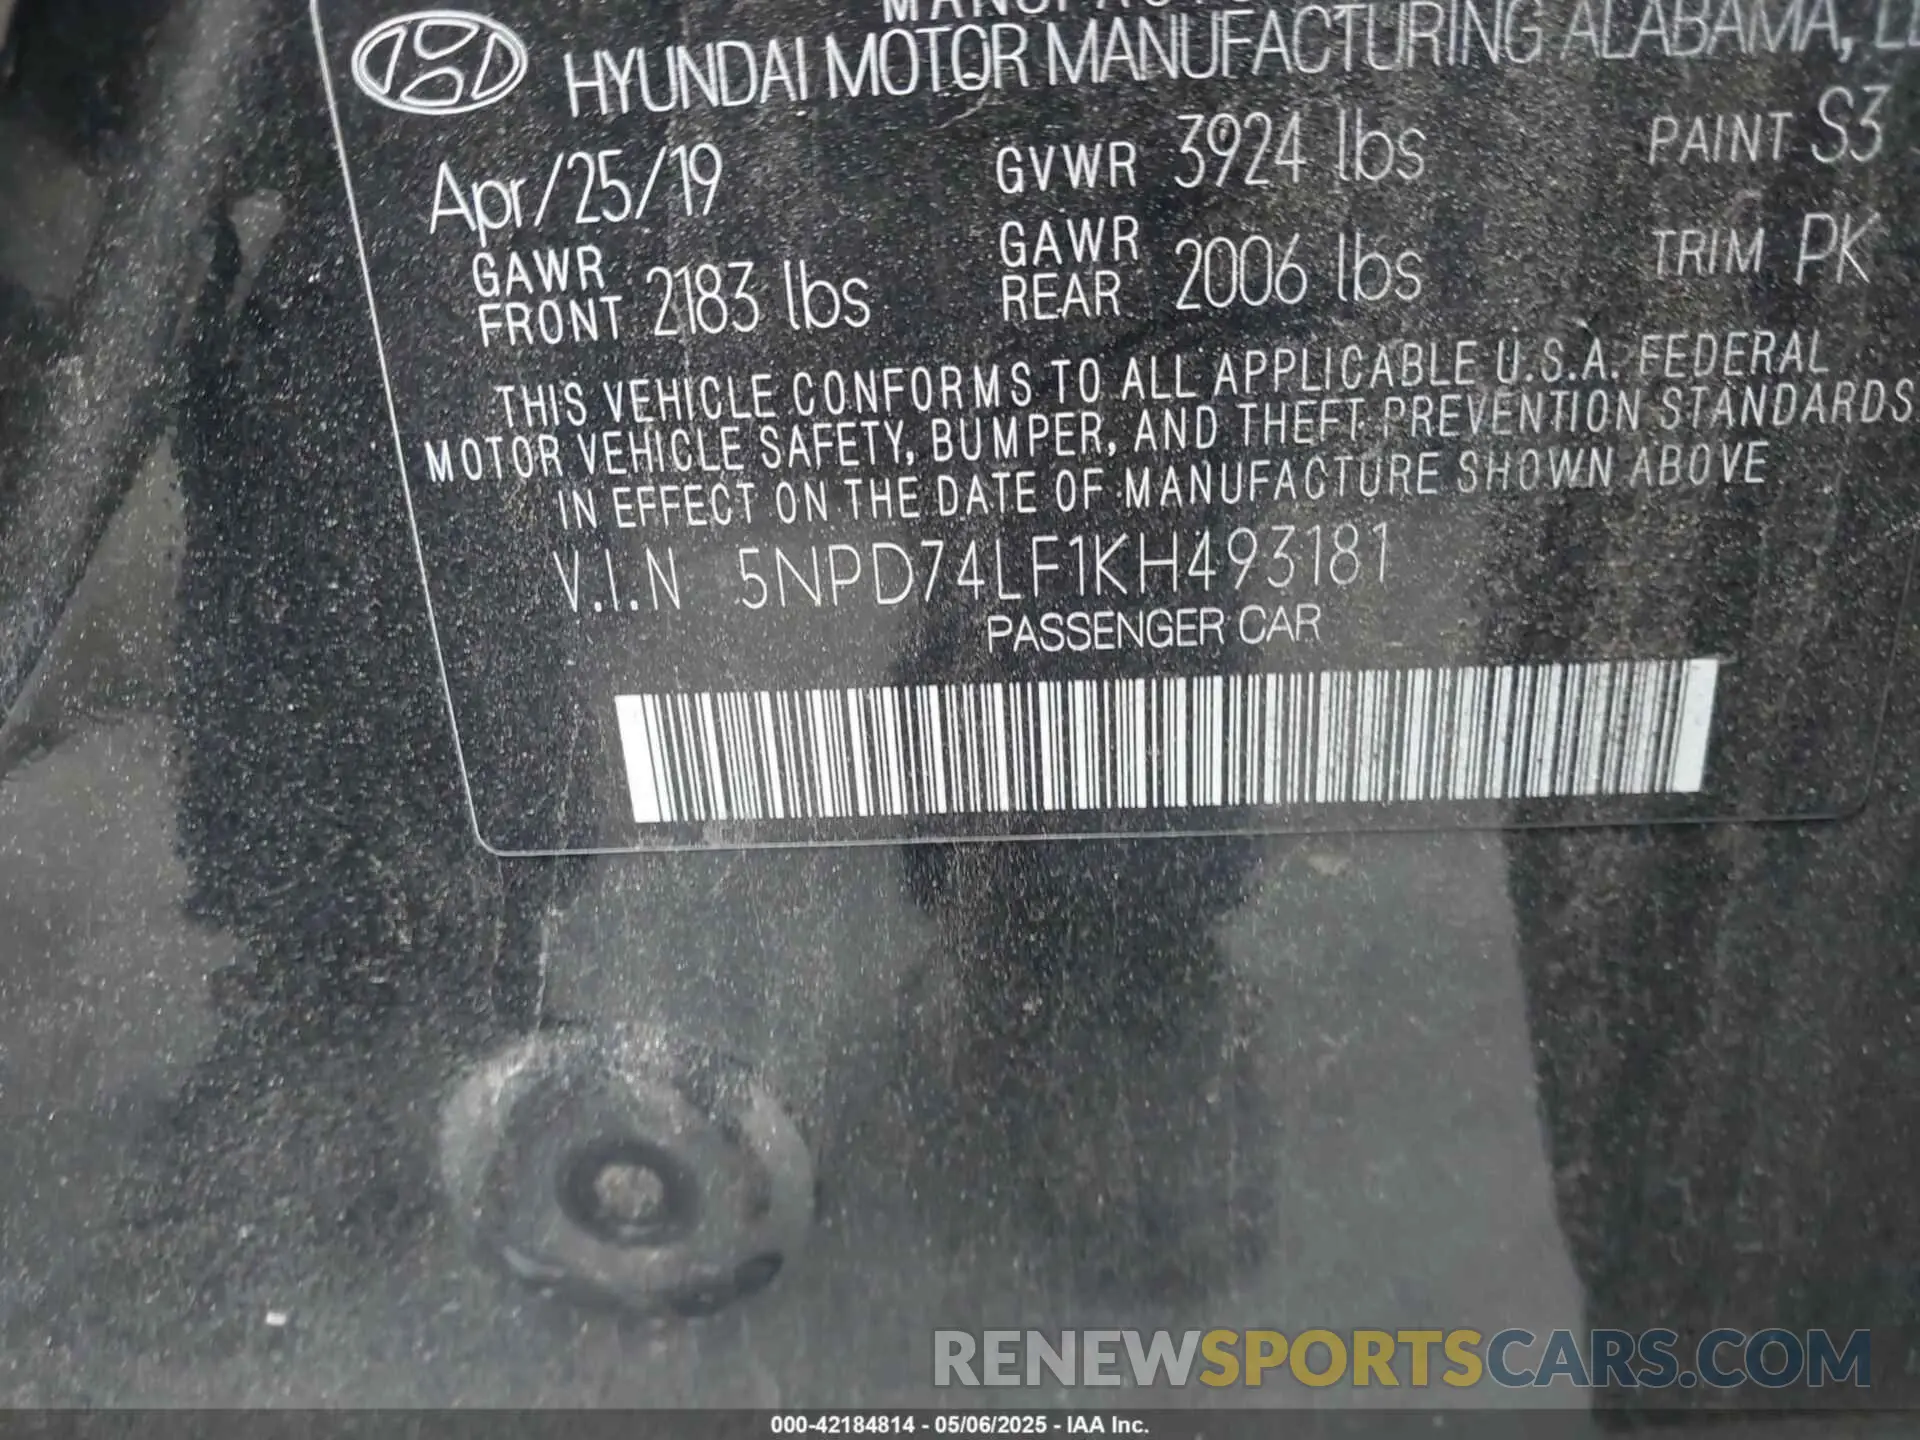 HYUNDAI MOTOR MANUFACTURING ALABAMA,
Apr/25/19 GVWR 3924 lbs PAINT S3
GAWR FRONT 2183 lbs GAWR REAR 2006 lbs TRIM PK
THIS VEHICLE CONFORMS TO ALL APPLICABLE U.S.A. FEDERAL
MOTOR VEHICLE SAFETY, BUMPER, AND THEFT PREVENTION STANDARDS
IN EFFECT ON THE DATE OF MANUFACTURE SHOWN ABOVE
V.I.N 5NPD74LF1KH493181
PASSENGER CAR
RENEWSPORTSCARS.COM
000-42184814 - 05/06/2025 - IAA Inc.